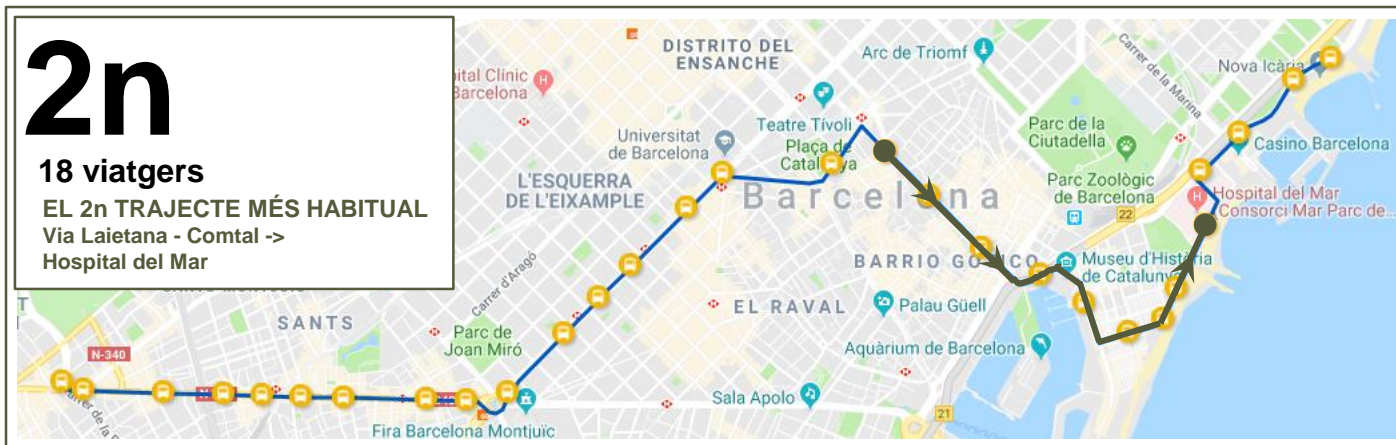 2n
18 viatgers
EL 2n TRAJECTE MÉS HABITUAL
Via Laietana - Comtal ->
Hospital del Mar
DISTRITO DEL
ENSANCHE
Arc de Triomf
Carrer de la Marina
Nova Icària
pital Clínic
Barcelona
Universitat
de Barcelona
Teatre Tívoli
Plaça de
Parc de la
Ciutadella
Casino Barcelona
L'ESQUERRA
DE L'EIXAMPLE
Barcelona
Parc Zoològic
de Barcelona
22
Hospital del Mar
Consorci Mar Parc de...
Museu d'Història
de Catalunya
Carrer d'Aragó
EL RAVAL
Palau Güell
SANTS
Parc de
Joan Miró
N-340
Aquàrium de Barcelona
Sala Apolo
21
Fira Barcelona Montjuïc